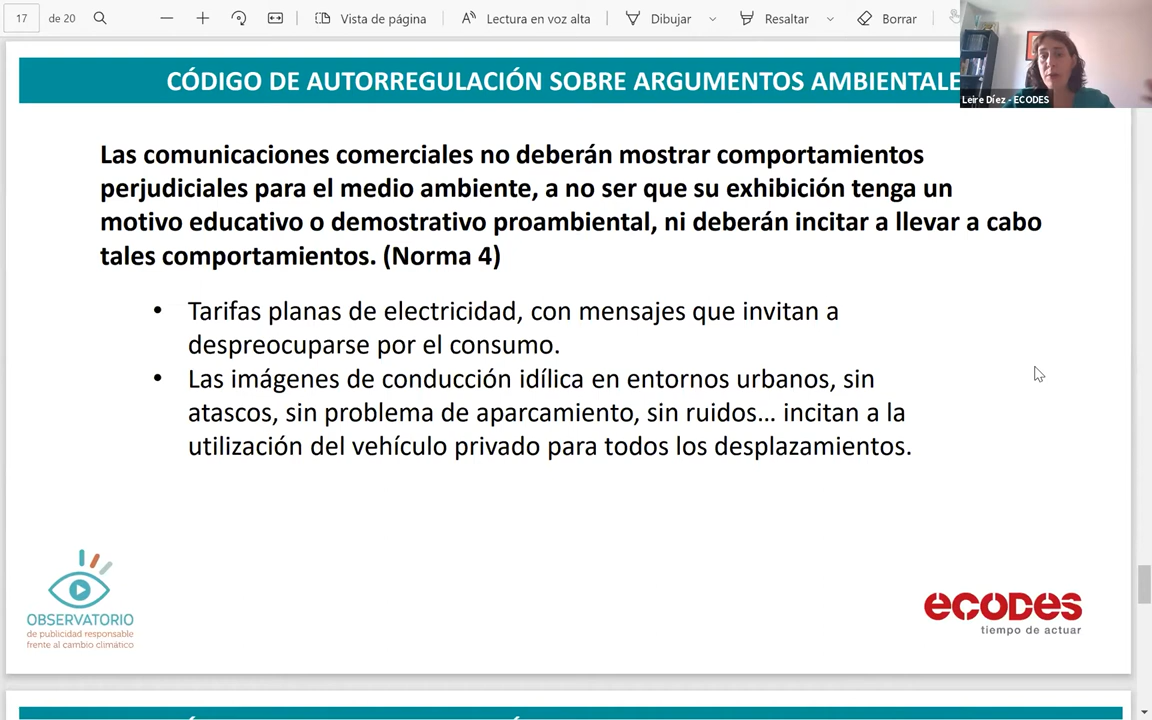 17 de 20 Vista de página Lectura en voz alta Dibujar Resaltar Borrar
CÓDIGO DE AUTORREGULACIÓN SOBRE ARGUMENTOS AMBIENTALE
Leire Díez - ECODES
Las comunicaciones comerciales no deberán mostrar comportamientos
perjudiciales para el medio ambiente, a no ser que su exhibición tenga un
motivo educativo o demostrativo proambiental, ni deberán incitar a llevar a cabo
tales comportamientos. (Norma 4)
• Tarifas planas de electricidad, con mensajes que invitan a
despreocuparse por el consumo.
• Las imágenes de conducción idílica en entornos urbanos, sin
atascos, sin problema de aparcamiento, sin ruidos... incitan a la
utilización del vehículo privado para todos los desplazamientos.
OBSERVATORIO
de publicidad responsable
frente al cambio climático
ecodes
tiempo de actuar